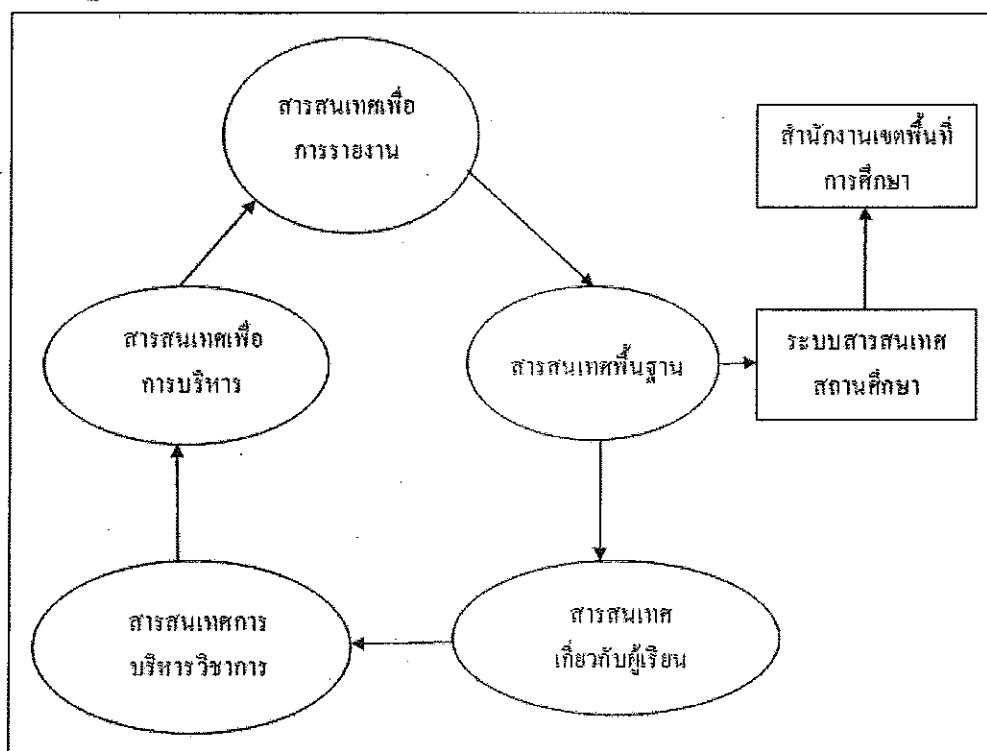 สารสนเทศเพื่อ
การรายงาน
สำนักงานเขตพื้นที่
การศึกษา
สารสนเทศเพื่อ
การบริหาร
สารสนเทศพื้นฐาน
ระบบสารสนเทศ
สถานศึกษา
สารสนเทศการ
บริหารวิชาการ
สารสนเทศ
เกี่ยวกับผู้เรียน